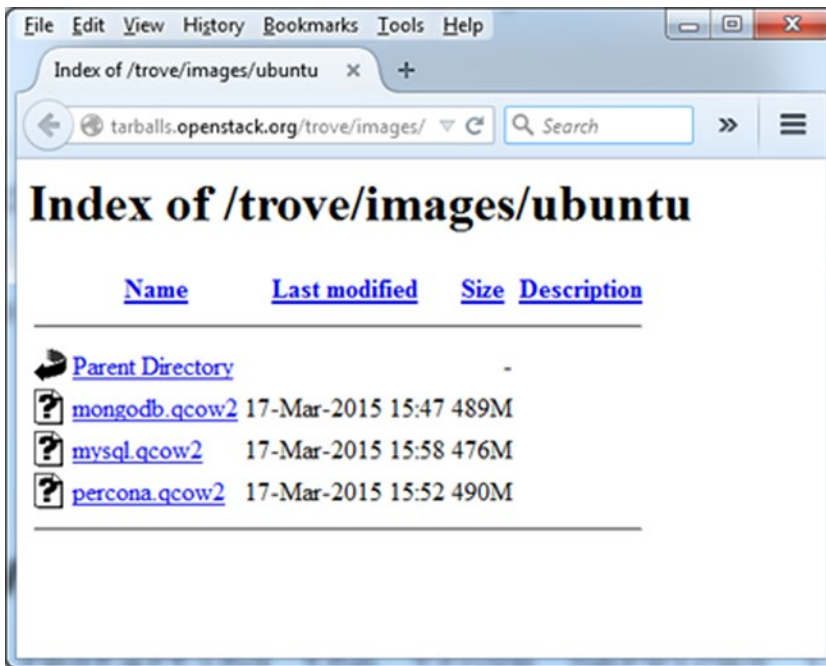 File Edit View History Bookmarks Tools Help
Index of /trove/images/ubuntu × +
tarballs.openstack.org/trove/images/ Search »
Index of /trove/images/ubuntu
Name Last modified Size Description
Parent Directory -
mongodb.qcow2 17-Mar-2015 15:47 489M
mysql.qcow2 17-Mar-2015 15:58 476M
percona.qcow2 17-Mar-2015 15:52 490M